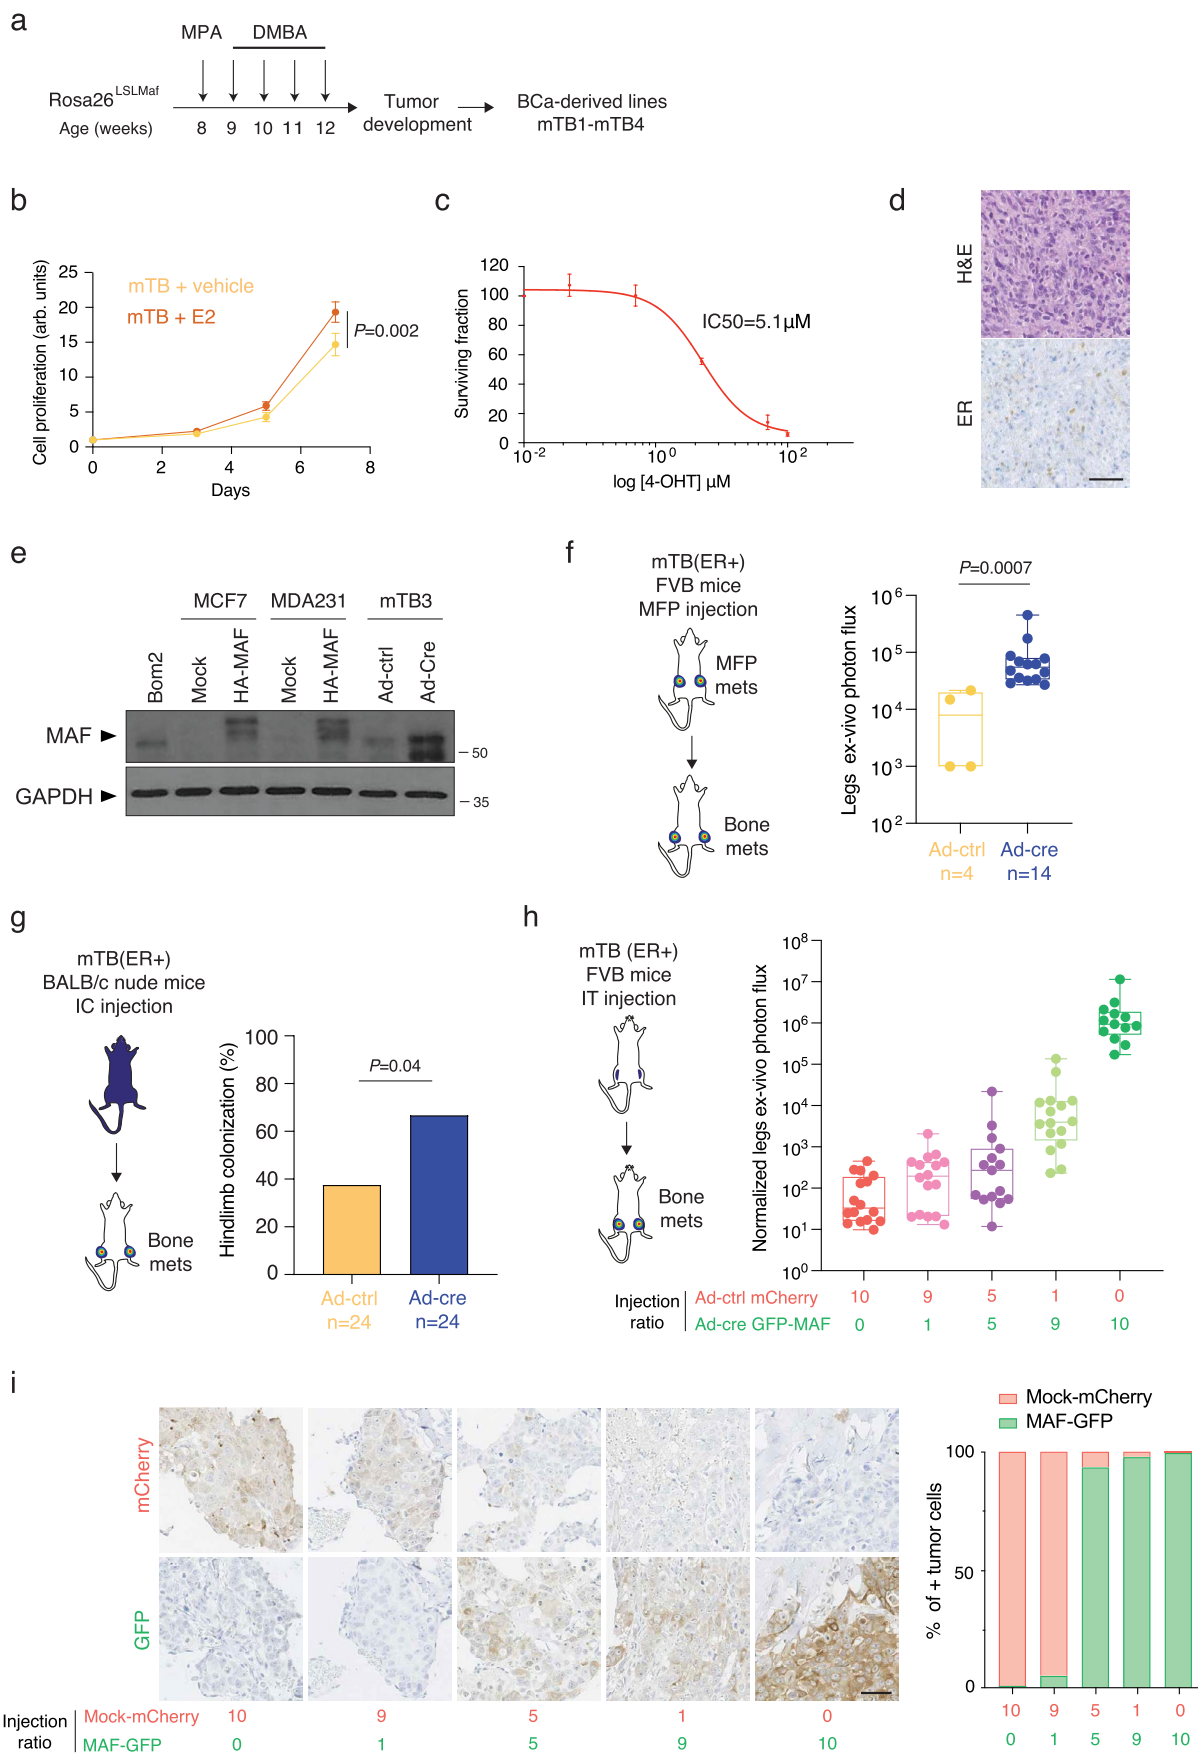 a
MPA DMBA
Rosa26LSLMaf
Age (weeks) 8 9 10 11 12
Tumor
development
BCa-derived lines
mTB1-mTB4
b
Cell proliferation (arb. units)
25
20
15
10
5
0
0 2 4 6 8
Days
mTB + vehicle
mTB + E2
P=0.002
c
Surviving fraction
120
100
60
40
20
0
10-2 100 102
log [4-OHT] µM
IC50=5.1µM
d
H&E
ER
e
MCF7 MDA231 mTB3
Bom2 Mock HA-MAF Mock HA-MAF Ad-ctrl Ad-Cre
MAF
50
GAPDH
35
f
mTB(ER+)
FVB mice
MFP injection
MFP
mets
Bone
mets
Legs ex-vivo photon flux
P=0.0007
106
105
104
103
102
Ad-ctrl Ad-cre
n=4 n=14
g
mTB(ER+)
BALB/c nude mice
IC injection
Bone
mets
Hindlimb colonization (%)
100
80
60
40
20
0
P=0.04
Ad-ctrl Ad-cre
n=24 n=24
h
mTB (ER+)
FVB mice
IT injection
Bone
mets
Normalized legs ex-vivo photon flux
108
107
106
105
104
103
102
101
100
Injection
ratio
Ad-ctrl mCherry 10 9 5 1 0
Ad-cre GFP-MAF 0 1 5 9 10
i
mCherry
GFP
Injection
ratio
Mock-mCherry 10 9 5 1 0
MAF-GFP 0 1 5 9 10
Mock-mCherry
MAF-GFP
% of + tumor cells
100
50
0
10 9 5 1 0
0 1 5 9 10